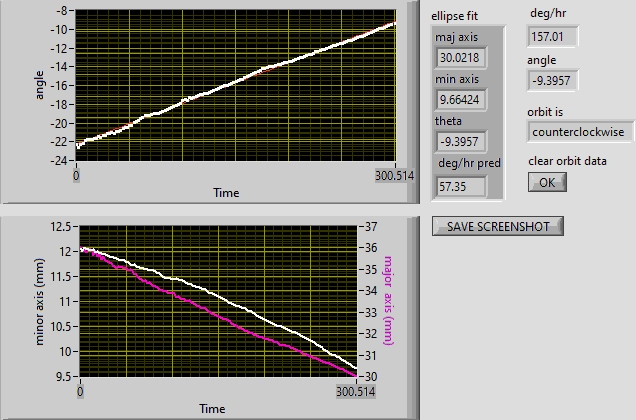 -8
-10
-12
-14
-16
-18
-20
-22
-24
angle
0
300.514
Time
ellipse fit
maj axis
30.0218
min axis
9.66424
theta
-9.3957
deg/hr pred
57.35
deg/hr
157.01
angle
-9.3957
orbit is
counterclockwise
clear orbit data
OK
SAVE SCREENSHOT
12.5
12
11.5
11
10.5
10
9.5
minor axis (mm)
37
36
35
34
33
32
31
30
major axis (mm)
0
300.514
Time